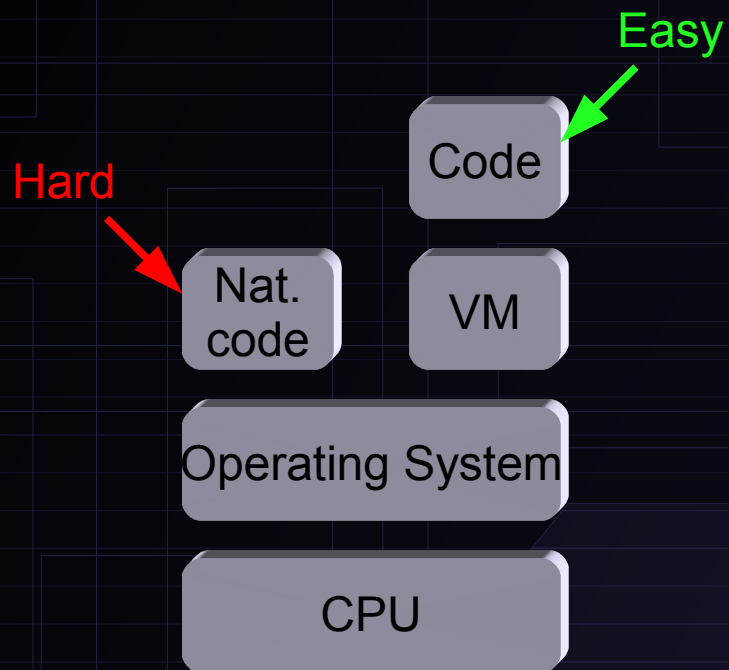 Easy
Code
Hard
Nat.
code
VM
Operating System
CPU